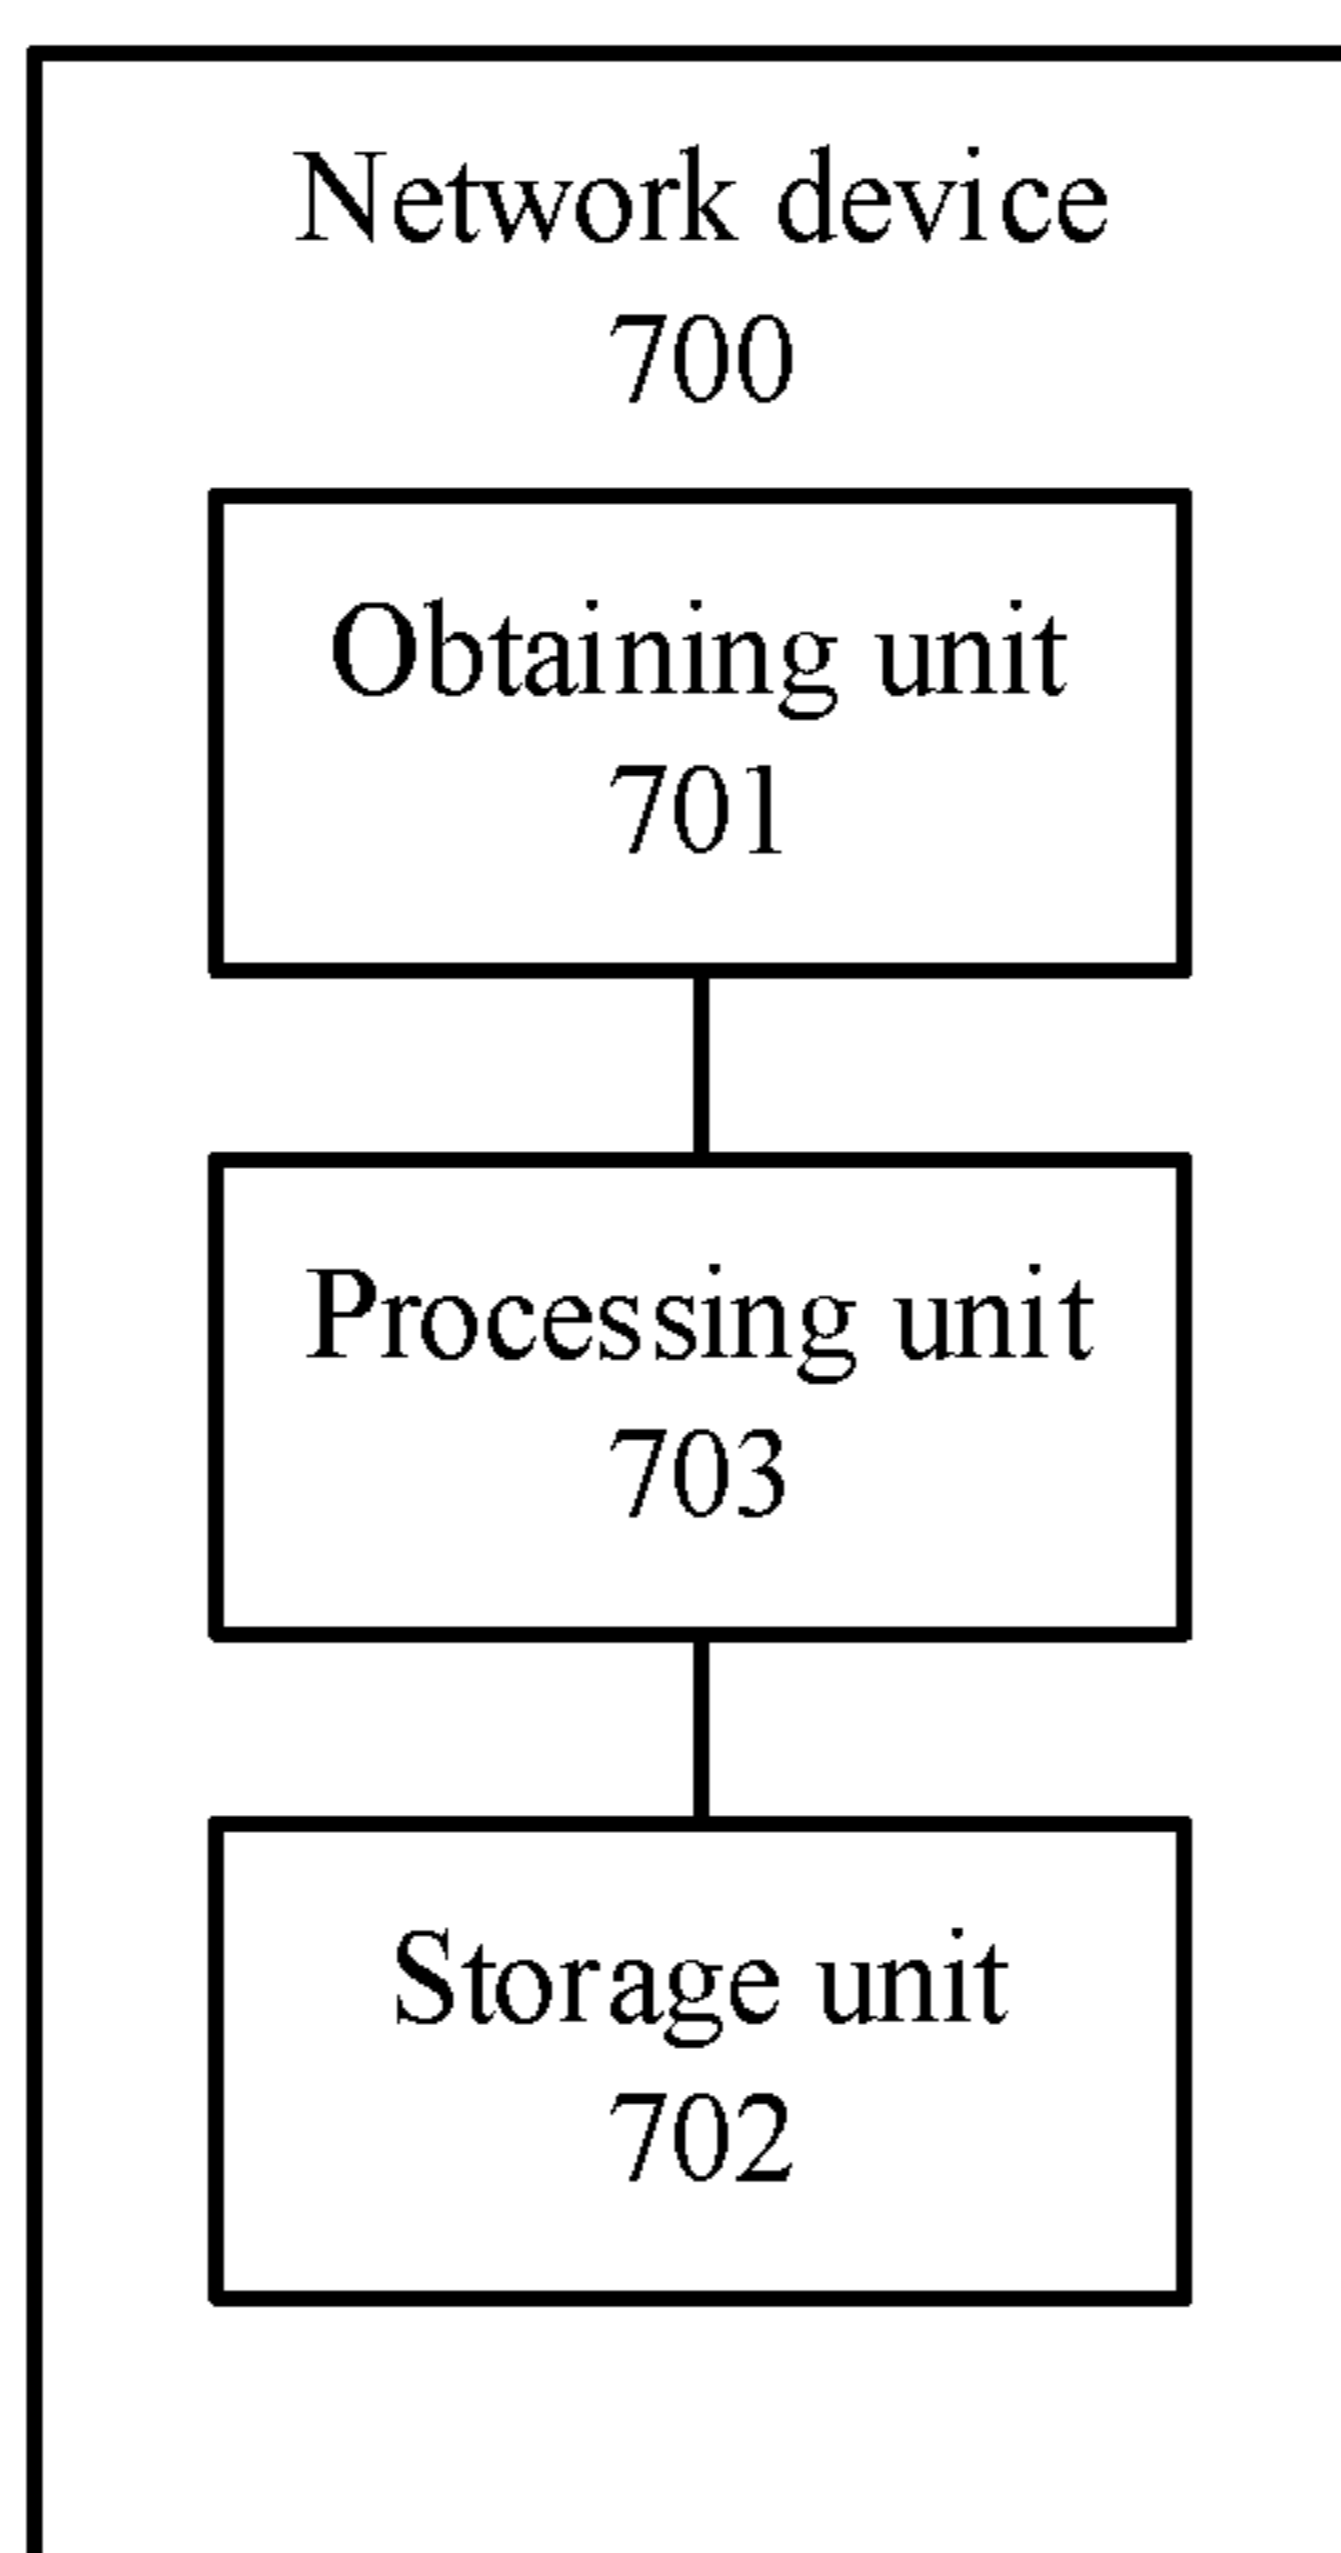 Network device
700
Obtaining unit
701
Processing unit
703
Storage unit
702